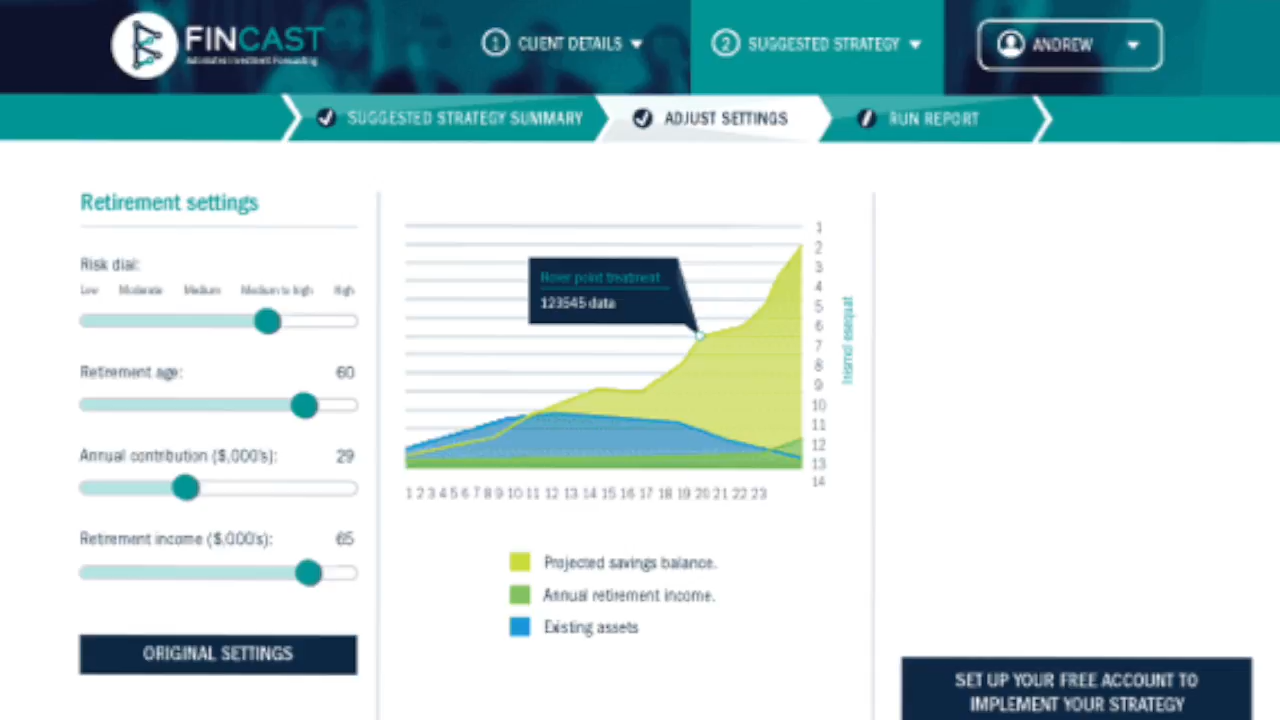 FINCAST
Automated Investment Forecasting
1 CLIENT DETAILS
2 SUGGESTED STRATEGY
ANDREW
SUGGESTED STRATEGY SUMMARY
ADJUST SETTINGS
RUN REPORT
Retirement settings
Risk dial:
Low Moderate Medium Medium to high High
Retirement age: 60
Annual contribution ($,000's): 29
Retirement income ($,000's): 65
ORIGINAL SETTINGS
Hover point treatment
123545 data
1
2
3
4
5
6
7
8
9
10
11
12
13
14
1 2 3 4 5 6 7 8 9 10 11 12 13 14 15 16 17 18 19 20 21 22 23
Projected savings balance.
Annual retirement income.
Existing assets
SET UP YOUR FREE ACCOUNT TO
IMPLEMENT YOUR STRATEGY